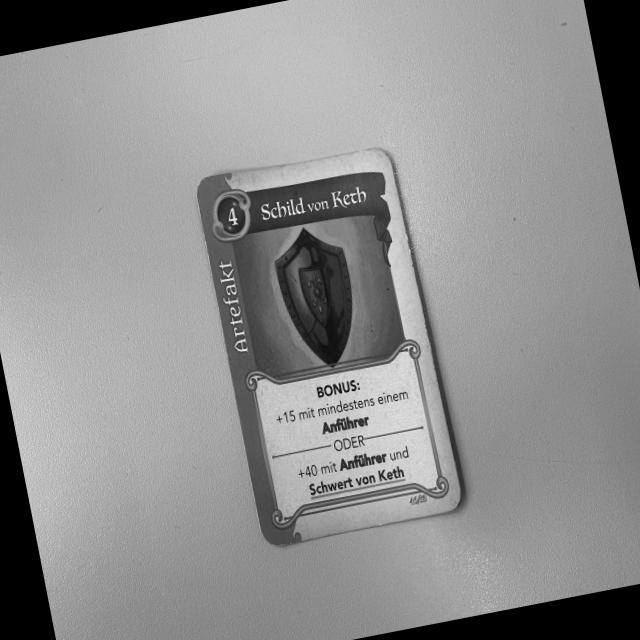 4
Schild von Keth
Artefakt
BONUS:
+15 mit mindestens einem
Anführer
ODER
+40 mit Anführer und
Schwert von Keth